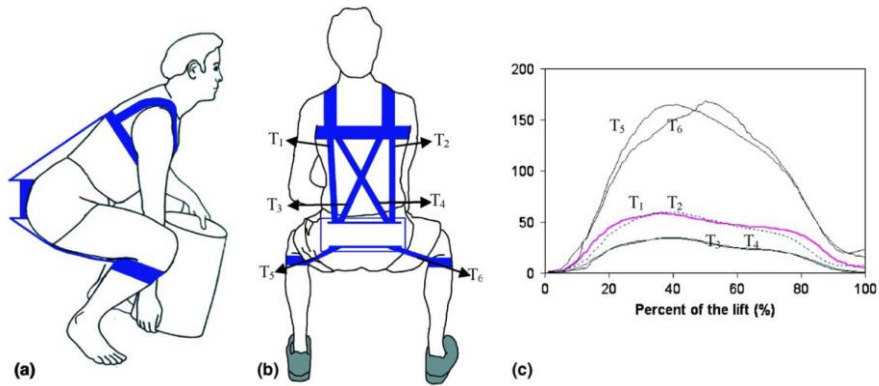 T1
T2
T3
T4
T5
T6
(a)
(b)
200
150
100
50
0
T5
T6
T1
T2
T3
T4
0
20
40
60
80
100
Percent of the lift (%)
(c)